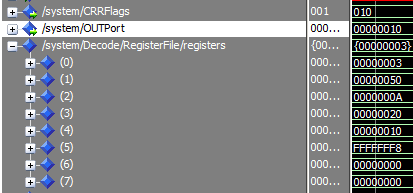 /system/CRRFlags 001 010
/system/OUTPort 000... 00000010
/system/Decode/RegisterFile/registers {00... {00000003}
(0) 000... 00000003
(1) 000... 00000050
(2) 000... 0000000A
(3) 000... 00000020
(4) 000... 00000010
(5) 000... FFFFFFF8
(6) 000... 00000000
(7) 000... 00000000